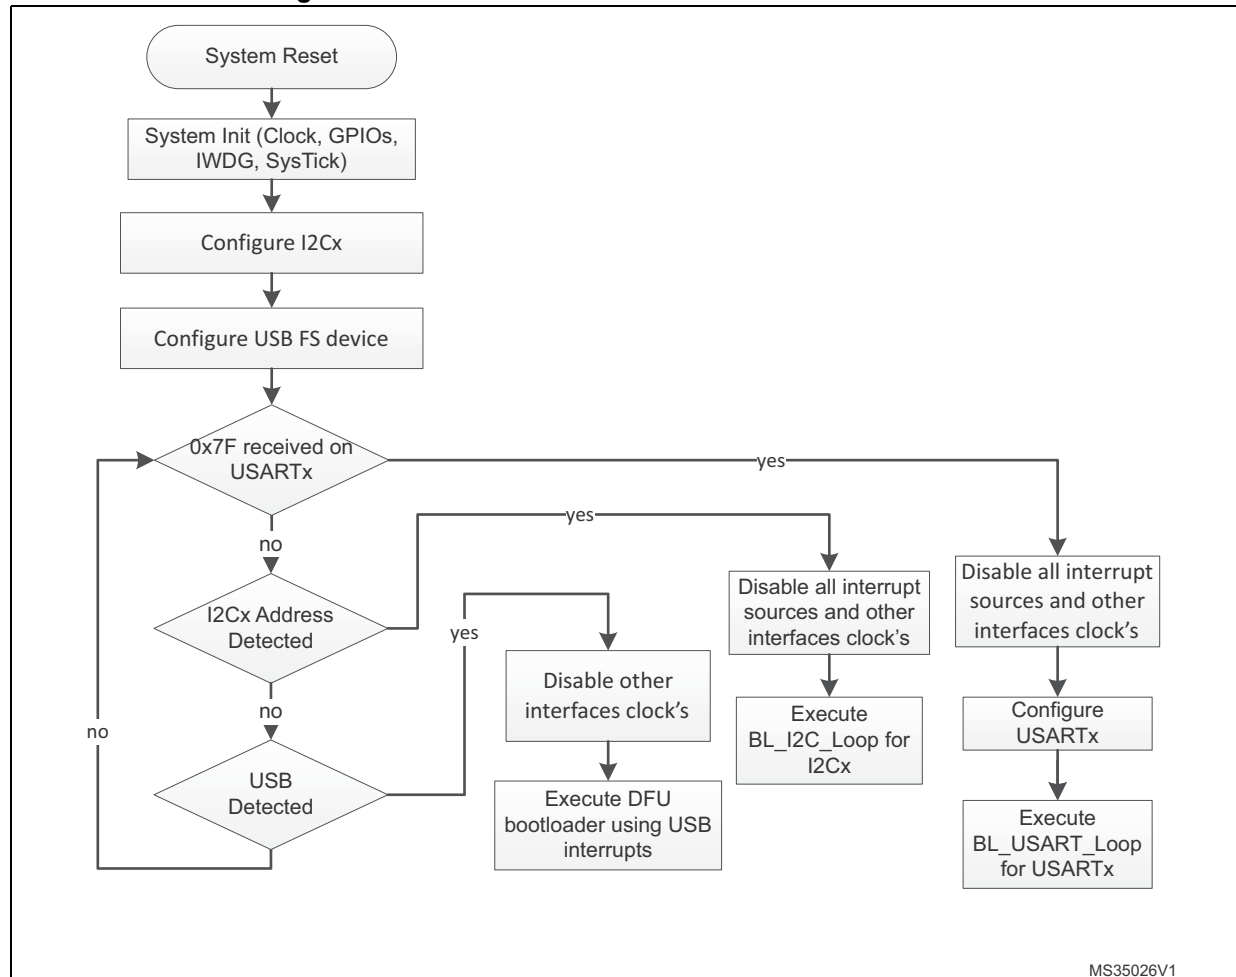 System Reset
System Init (Clock, GPIOs,
IWDG, SysTick)
Configure I2Cx
Configure USB FS device
0x7F received on
USARTx
yes
no
yes
I2Cx Address
Detected
yes
no
no
USB
Detected
Disable other
interfaces clock's
Execute DFU
bootloader using USB
interrupts
Disable all interrupt
sources and other
interfaces clock's
Execute
BL_I2C_Loop for
I2Cx
Disable all interrupt
sources and other
interfaces clock's
Configure
USARTx
Execute
BL_USART_Loop
for USARTx
MS35026V1